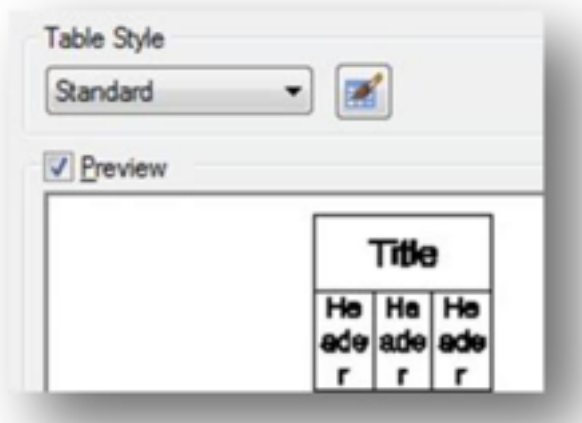 Table Style
Standard
Preview
Title
He He He
ade ade ade
r r r